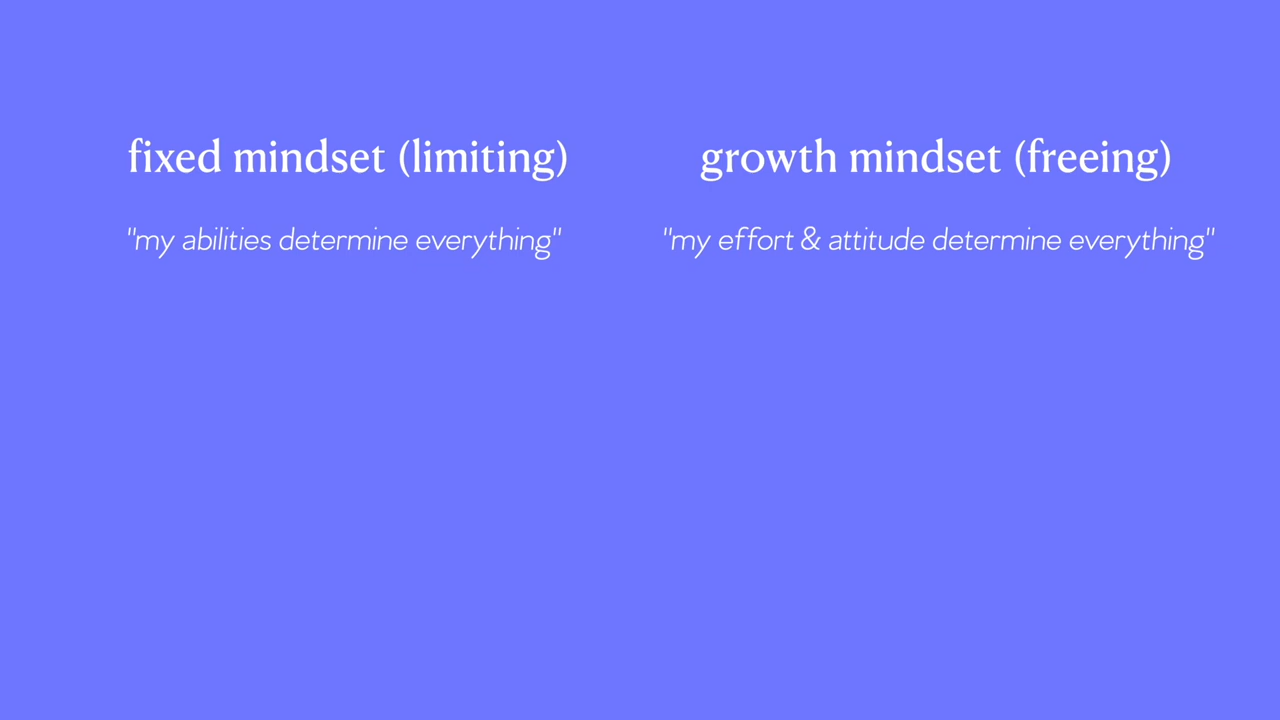 fixed mindset (limiting)
"my abilities determine everything"
growth mindset (freeing)
"my effort & attitude determine everything"